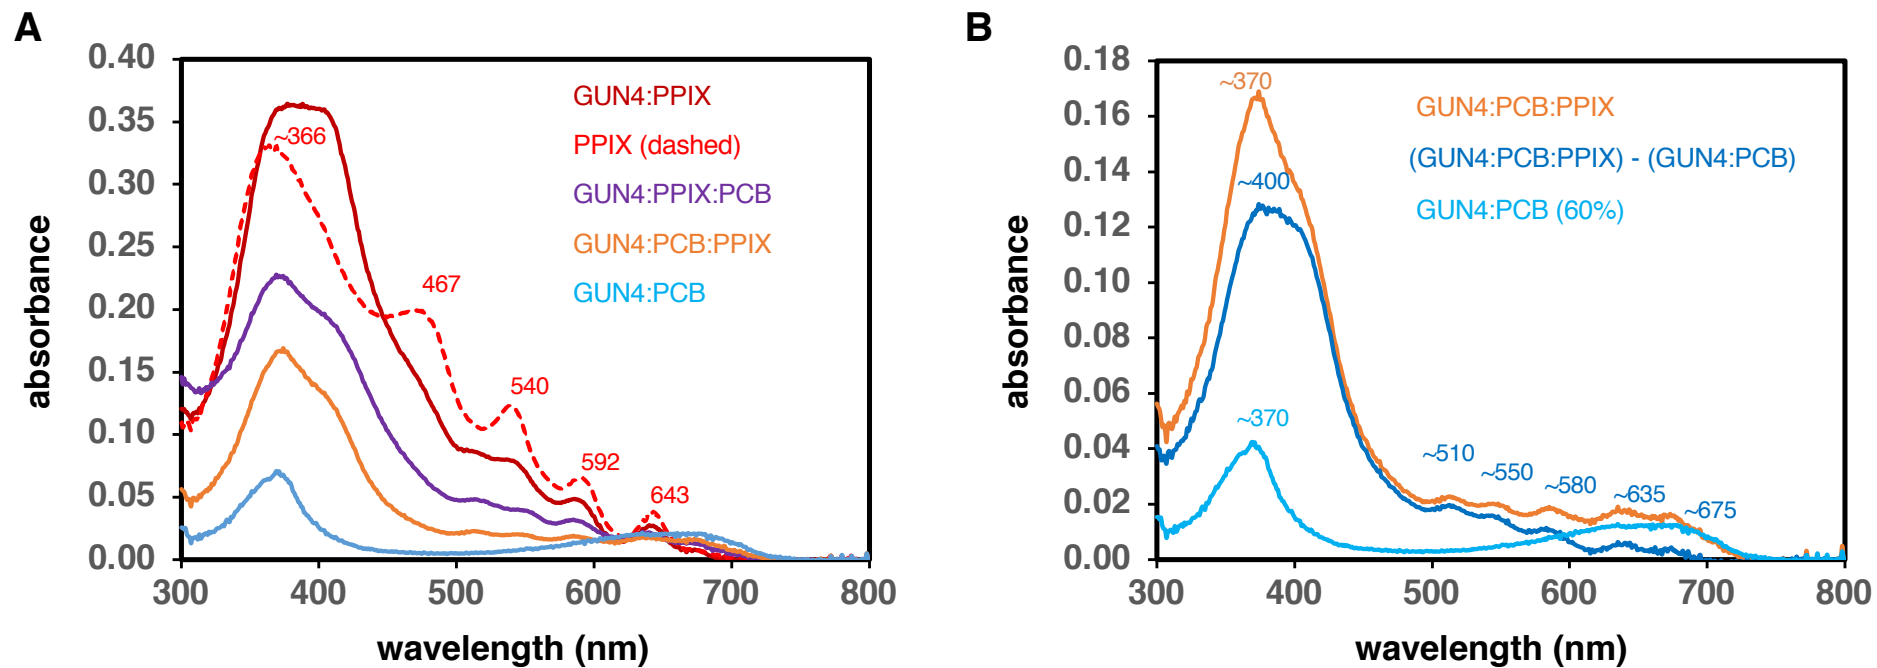 A
absorbance
0.40
0.35
0.30
0.25
0.20
0.15
0.10
0.05
0.00
300 400 500 600 700 800
wavelength (nm)
~366
467
540
592
643
GUN4:PPIX
PPIX (dashed)
GUN4:PPIX:PCB
GUN4:PCB:PPIX
GUN4:PCB
B
absorbance
0.18
0.16
0.14
0.12
0.10
0.08
0.06
0.04
0.02
0.00
300 400 500 600 700 800
wavelength (nm)
~370
~400
~370
~510
~550
~580
~635
~675
GUN4:PCB:PPIX
(GUN4:PCB:PPIX) - (GUN4:PCB)
GUN4:PCB (60%)